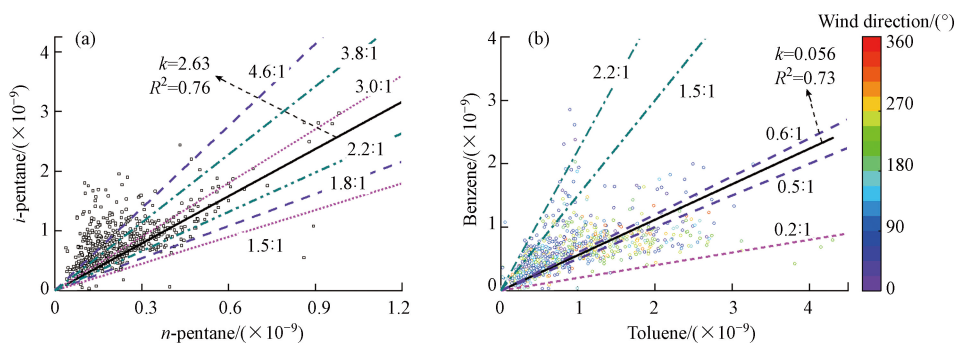 (a)
k=2.63
R²=0.76
4.6∶1
3.8∶1
3.0∶1
2.2∶1
1.8∶1
1.5∶1
i-pentane/(×10⁻⁹)
4
3
2
1
0
0 0.3 0.6 0.9 1.2
n-pentane/(×10⁻⁹)
(b)
2.2∶1
1.5∶1
k=0.056
R²=0.73
0.6∶1
0.5∶1
0.2∶1
Benzene/(×10⁻⁹)
4
3
2
1
0
0 1 2 3 4
Toluene/(×10⁻⁹)
Wind direction/(°)
360
270
180
90
0